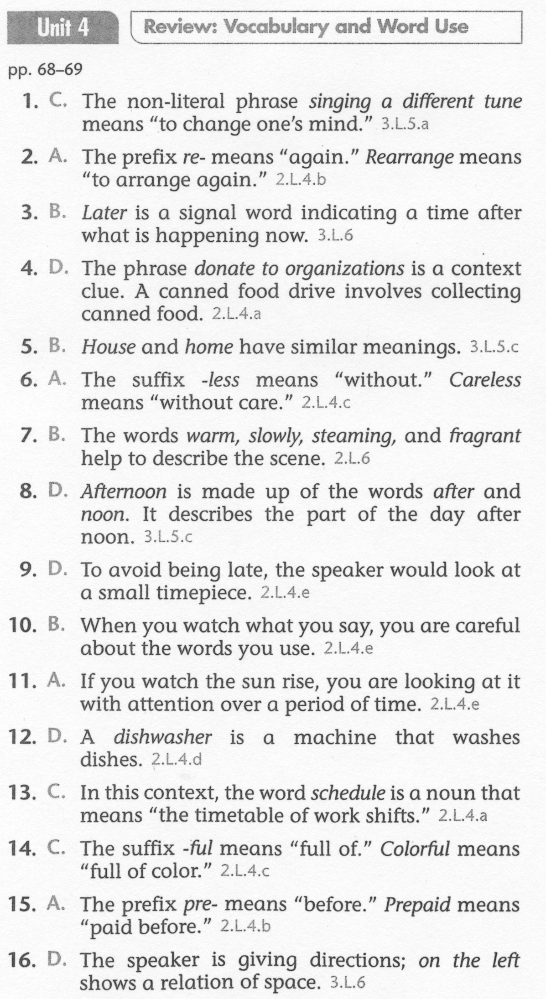 Unit 4
Review: Vocabulary and Word Use
pp. 68–69
1. C. The non-literal phrase singing a different tune
means “to change one’s mind.” 3.L.5.a
2. A. The prefix re- means “again.” Rearrange means
“to arrange again.” 2.L.4.b
3. B. Later is a signal word indicating a time after
what is happening now. 3.L.6
4. D. The phrase donate to organizations is a context
clue. A canned food drive involves collecting
canned food. 2.L.4.a
5. B. House and home have similar meanings. 3.L.5.c
6. A. The suffix -less means “without.” Careless
means “without care.” 2.L.4.c
7. B. The words warm, slowly, steaming, and fragrant
help to describe the scene. 2.L.6
8. D. Afternoon is made up of the words after and
noon. It describes the part of the day after
noon. 3.L.5.c
9. D. To avoid being late, the speaker would look at
a small timepiece. 2.L.4.e
10. B. When you watch what you say, you are careful
about the words you use. 2.L.4.e
11. A. If you watch the sun rise, you are looking at it
with attention over a period of time. 2.L.4.e
12. D. A dishwasher is a machine that washes
dishes. 2.L.4.d
13. C. In this context, the word schedule is a noun that
means “the timetable of work shifts.” 2.L.4.a
14. C. The suffix -ful means “full of.” Colorful means
“full of color.” 2.L.4.c
15. A. The prefix pre- means “before.” Prepaid means
“paid before.” 2.L.4.b
16. D. The speaker is giving directions; on the left
shows a relation of space. 3.L.6